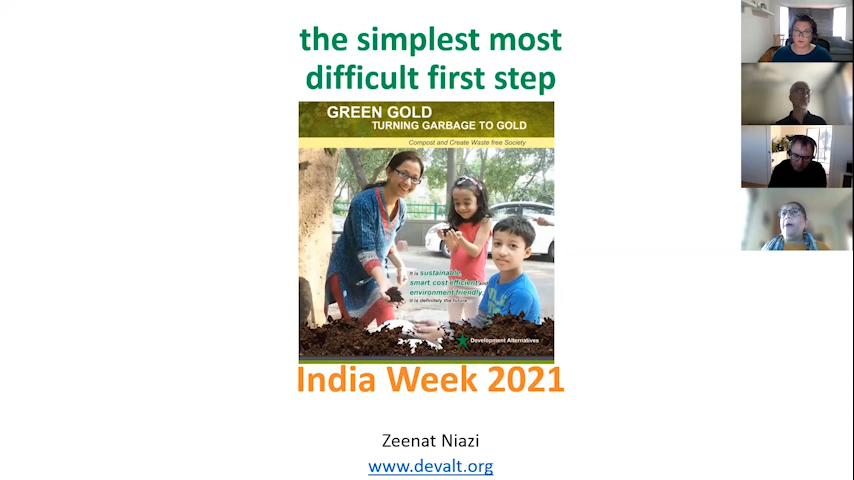 the simplest most
difficult first step
GREEN GOLD
TURNING GARBAGE TO GOLD
Compost and Create Waste free Society
It is sustainable,
smart cost efficient and
environment friendly.
It is definitely the future...
Development Alternatives
India Week 2021
Zeenat Niazi
www.devalt.org